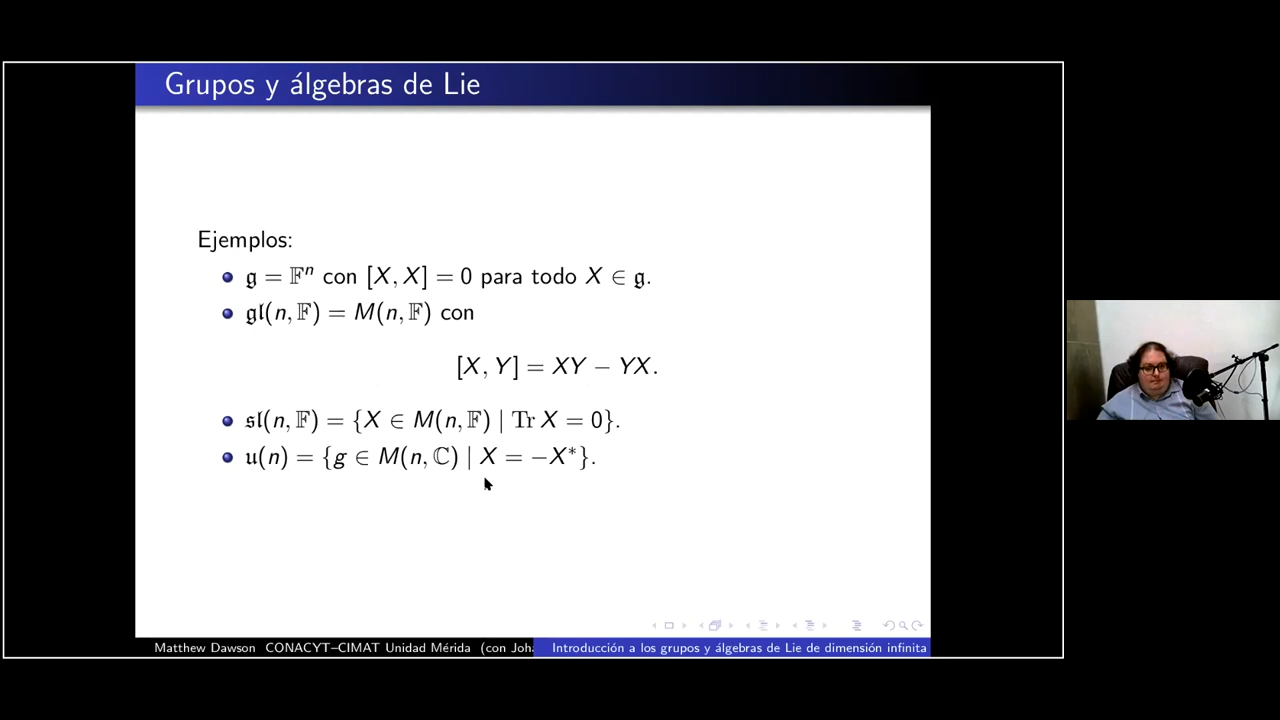 Grupos y álgebras de Lie
Ejemplos:
𝔤 = 𝔽ⁿ con [X, X] = 0 para todo X ∈ 𝔤.
𝔤𝔩(n, 𝔽) = M(n, 𝔽) con
[X, Y] = XY − YX.
𝔰𝔩(n, 𝔽) = {X ∈ M(n, 𝔽) | Tr X = 0}.
𝔲(n) = {g ∈ M(n, ℂ) | X = −X*}.
Matthew Dawson CONACYT–CIMAT Unidad Mérida (con Joh
Introducción a los grupos y álgebras de Lie de dimensión infinita